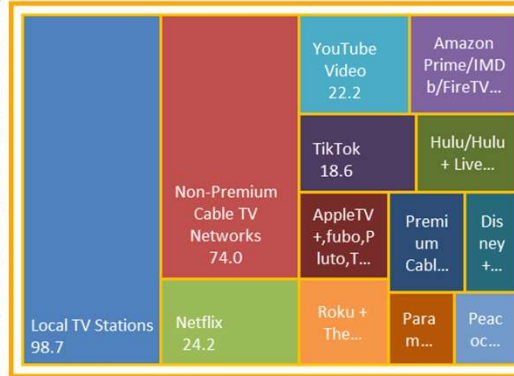 Local TV Stations
98.7
Non-Premium
Cable TV
Networks
74.0
Netflix
24.2
YouTube
Video
22.2
Amazon
Prime/IMD
b/FireTV...
TikTok
18.6
Hulu/Hulu
+ Live...
AppleTV
+,fubo,P
luto,T...
Premi
um
Cabl...
Dis
ney
+...
Roku +
The...
Para
m...
Peac
oc...